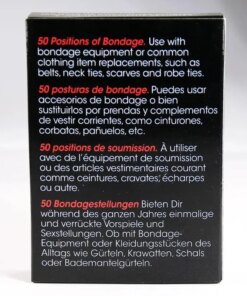 50 Positions of Bondage. Use with
bondage equipment or common
clothing item replacements, such as
belts, neck ties, scarves and robe ties.
50 posturas de bondage. Puedes usar
accesorios de bondage o bien
sustituirlos por prendas y complementos
de vestir corrientes, como cinturones,
corbatas, pañuelos, etc.
50 positions de soumission. À utiliser
avec de l'équipement de soumission
ou des articles vestimentaires courant
comme ceintures, cravates, écharpes
ou autre.
50 Bondagestellungen Bieten Dir
während des ganzen Jahres einmalige
und verrückte Vorspiele und
Sexstellungen. Ob mit Bondage-
Equipment oder Kleidungsstücken des
Alltags wie Gürteln, Krawatten, Schals
oder Bademantelgürteln.